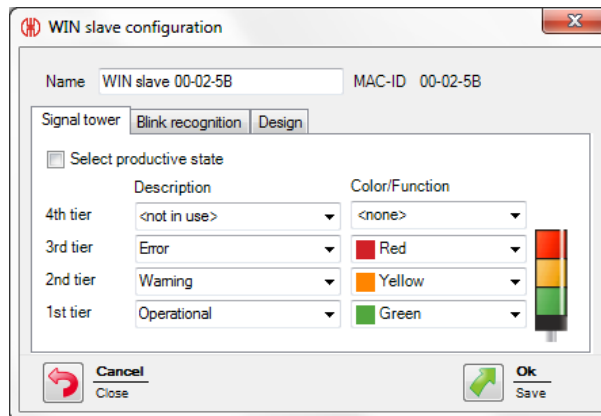 WIN slave configuration
Name WIN slave 00-02-5B MAC-ID 00-02-5B
Signal tower Blink recognition Design
Select productive state
Description Color/Function
4th tier <not in use> <none>
3rd tier Error Red
2nd tier Warning Yellow
1st tier Operational Green
Cancel Ok
Close Save